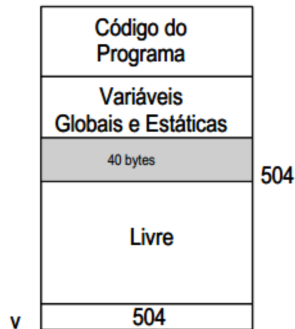 Código do
Programa
Variáveis
Globais e Estáticas
40 bytes
504
Livre
v
504